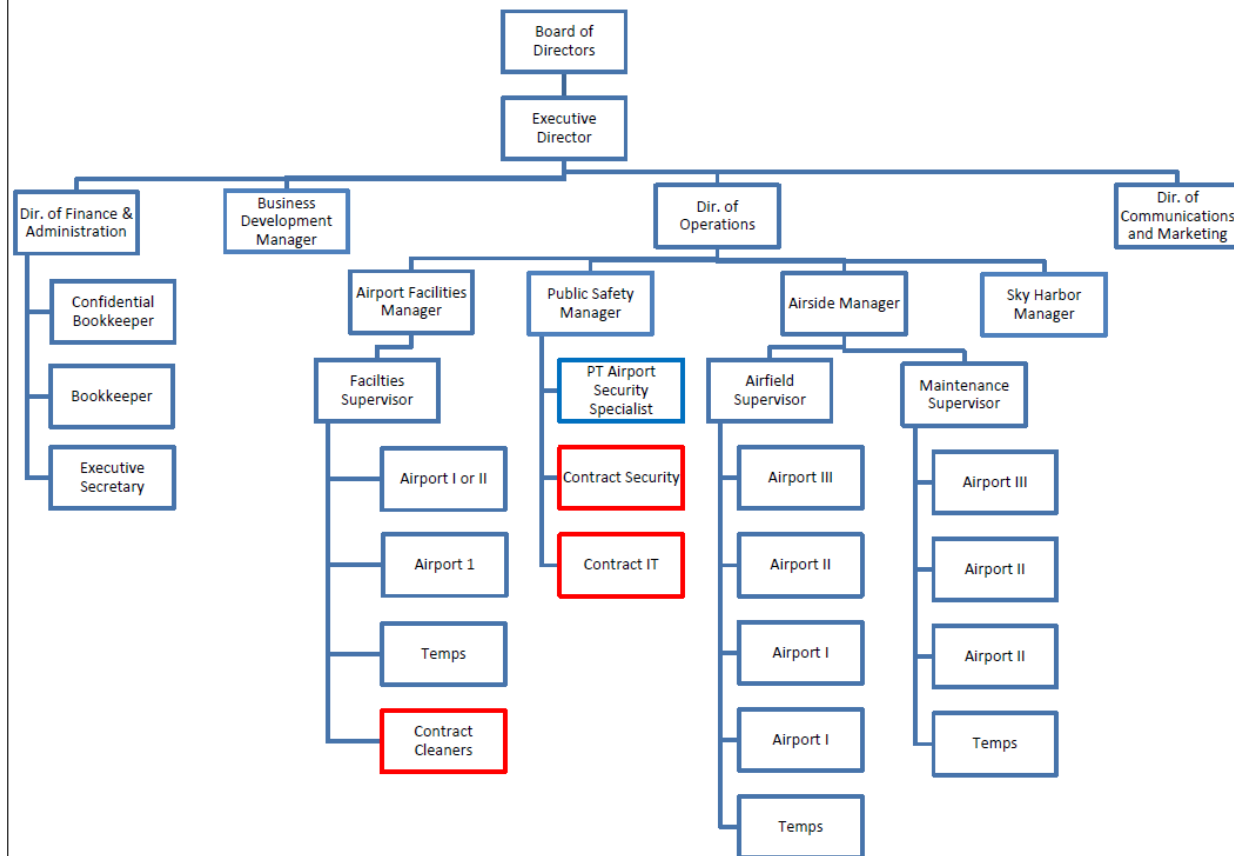 Board of
Directors
Executive
Director
Dir. of Finance &
Administration
Business
Development
Manager
Dir. of
Operations
Dir. of
Communications
and Marketing
Confidential
Bookkeeper
Bookkeeper
Executive
Secretary
Airport Facilities
Manager
Public Safety
Manager
Airside Manager
Sky Harbor
Manager
Facilties
Supervisor
Airport I or II
Airport 1
Temps
Contract
Cleaners
PT Airport
Security
Specialist
Contract Security
Contract IT
Airfield
Supervisor
Airport III
Airport II
Airport I
Airport I
Temps
Maintenance
Supervisor
Airport III
Airport II
Airport II
Temps